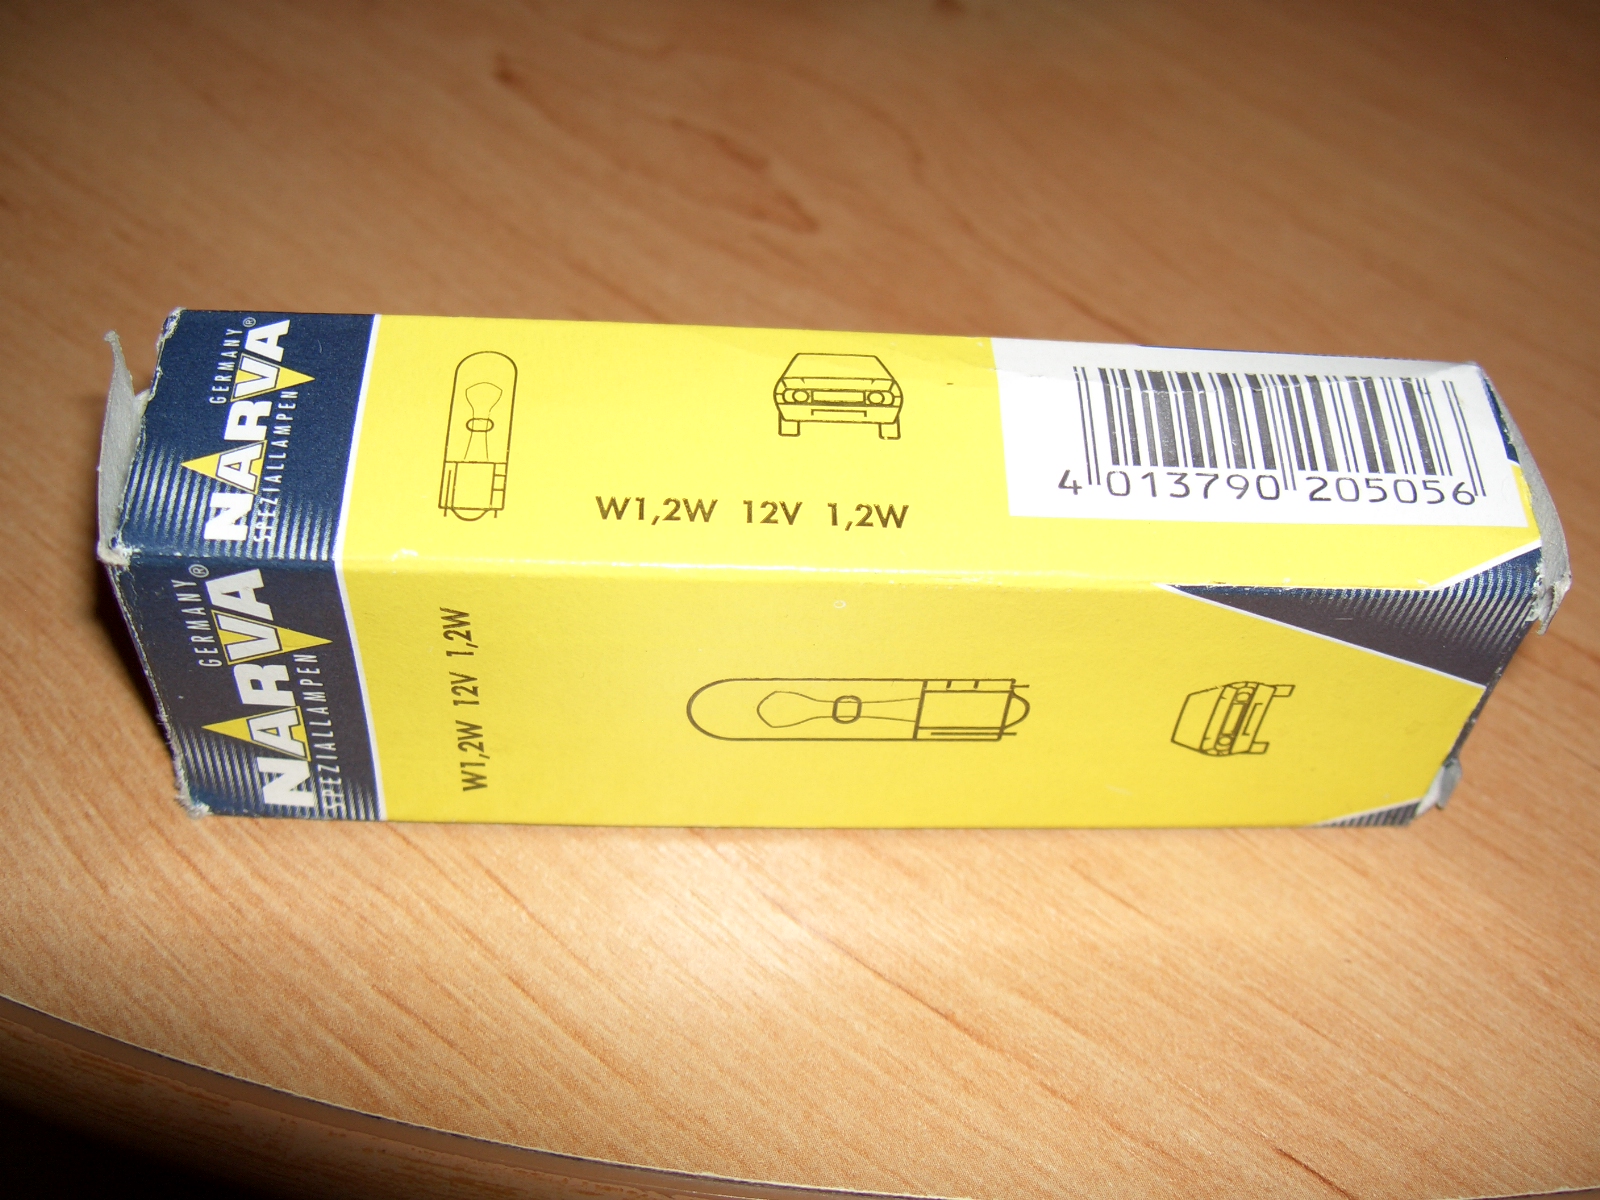 GERMANY
NARVA®
SPEZIALLAMPEN
W1,2W 12V 1,2W
4 013790 205056
GERMANY
NARVA®
SPEZIALLAMPEN
W1,2W 12V 1,2W